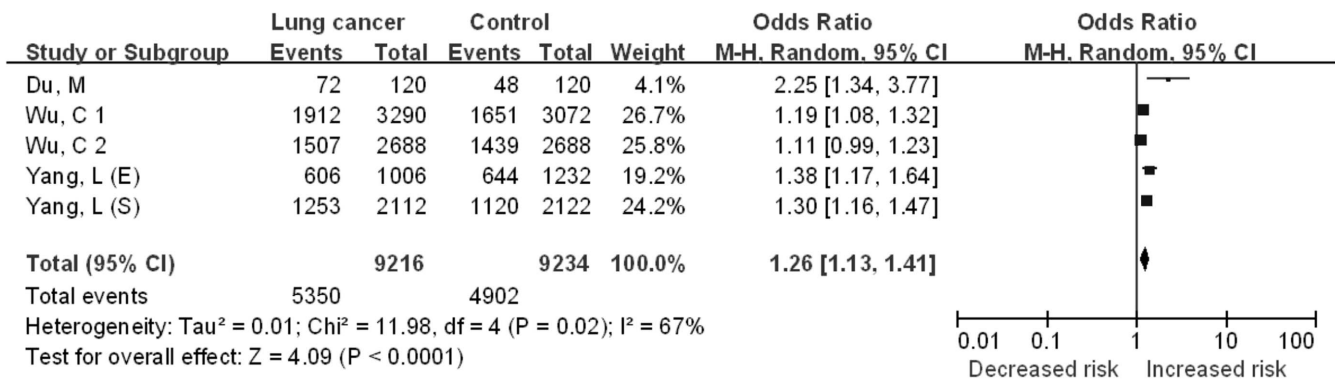 Lung cancer Control Odds Ratio Odds Ratio
Study or Subgroup Events Total Events Total Weight M-H, Random, 95% CI M-H, Random, 95% CI
Du, M 72 120 48 120 4.1% 2.25 [1.34, 3.77]
Wu, C 1 1912 3290 1651 3072 26.7% 1.19 [1.08, 1.32]
Wu, C 2 1507 2688 1439 2688 25.8% 1.11 [0.99, 1.23]
Yang, L (E) 606 1006 644 1232 19.2% 1.38 [1.17, 1.64]
Yang, L (S) 1253 2112 1120 2122 24.2% 1.30 [1.16, 1.47]
Total (95% CI) 9216 9234 100.0% 1.26 [1.13, 1.41]
Total events 5350 4902
Heterogeneity: Tau² = 0.01; Chi² = 11.98, df = 4 (P = 0.02); I² = 67%
Test for overall effect: Z = 4.09 (P < 0.0001)
0.01 0.1 1 10 100
Decreased risk Increased risk